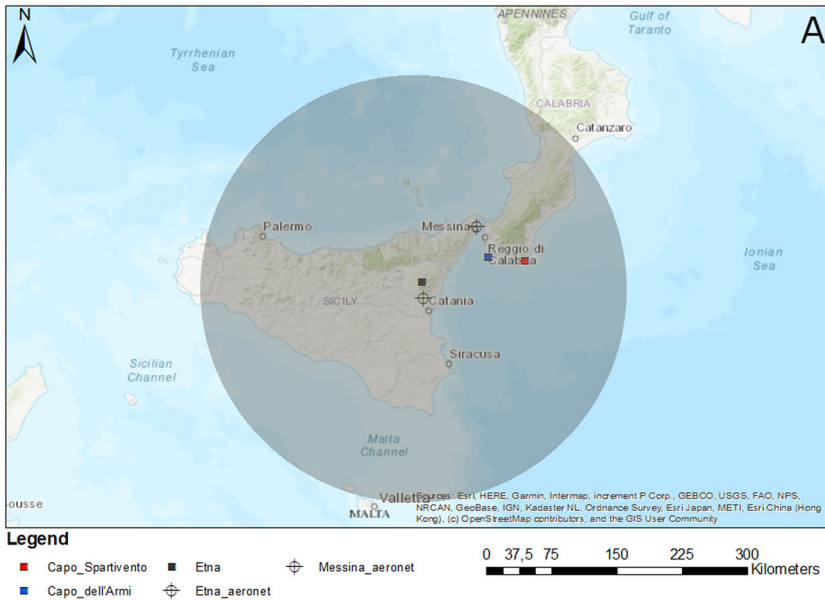 N
APENNINES
Gulf of
Taranto
A
Tyrrhenian
Sea
CALABRIA
Catanzaro
Palermo
Messina
Reggio di
Calabria
Ionian
Sea
SICILY
Catania
Siracusa
Sicilian
Channel
Malta
Channel
Valletta
MALTA
ousse
Sources: Esri, HERE, Garmin, Intermap, increment P Corp., GEBCO, USGS, FAO, NPS,
NRCAN, GeoBase, IGN, Kadaster NL, Ordnance Survey, Esri Japan, METI, Esri China (Hong
Kong), (c) OpenStreetMap contributors, and the GIS User Community
Legend
Capo_Spartivento
Etna
Messina_aeronet
Capo_dell'Armi
Etna_aeronet
0 37,5 75 150 225 300
Kilometers